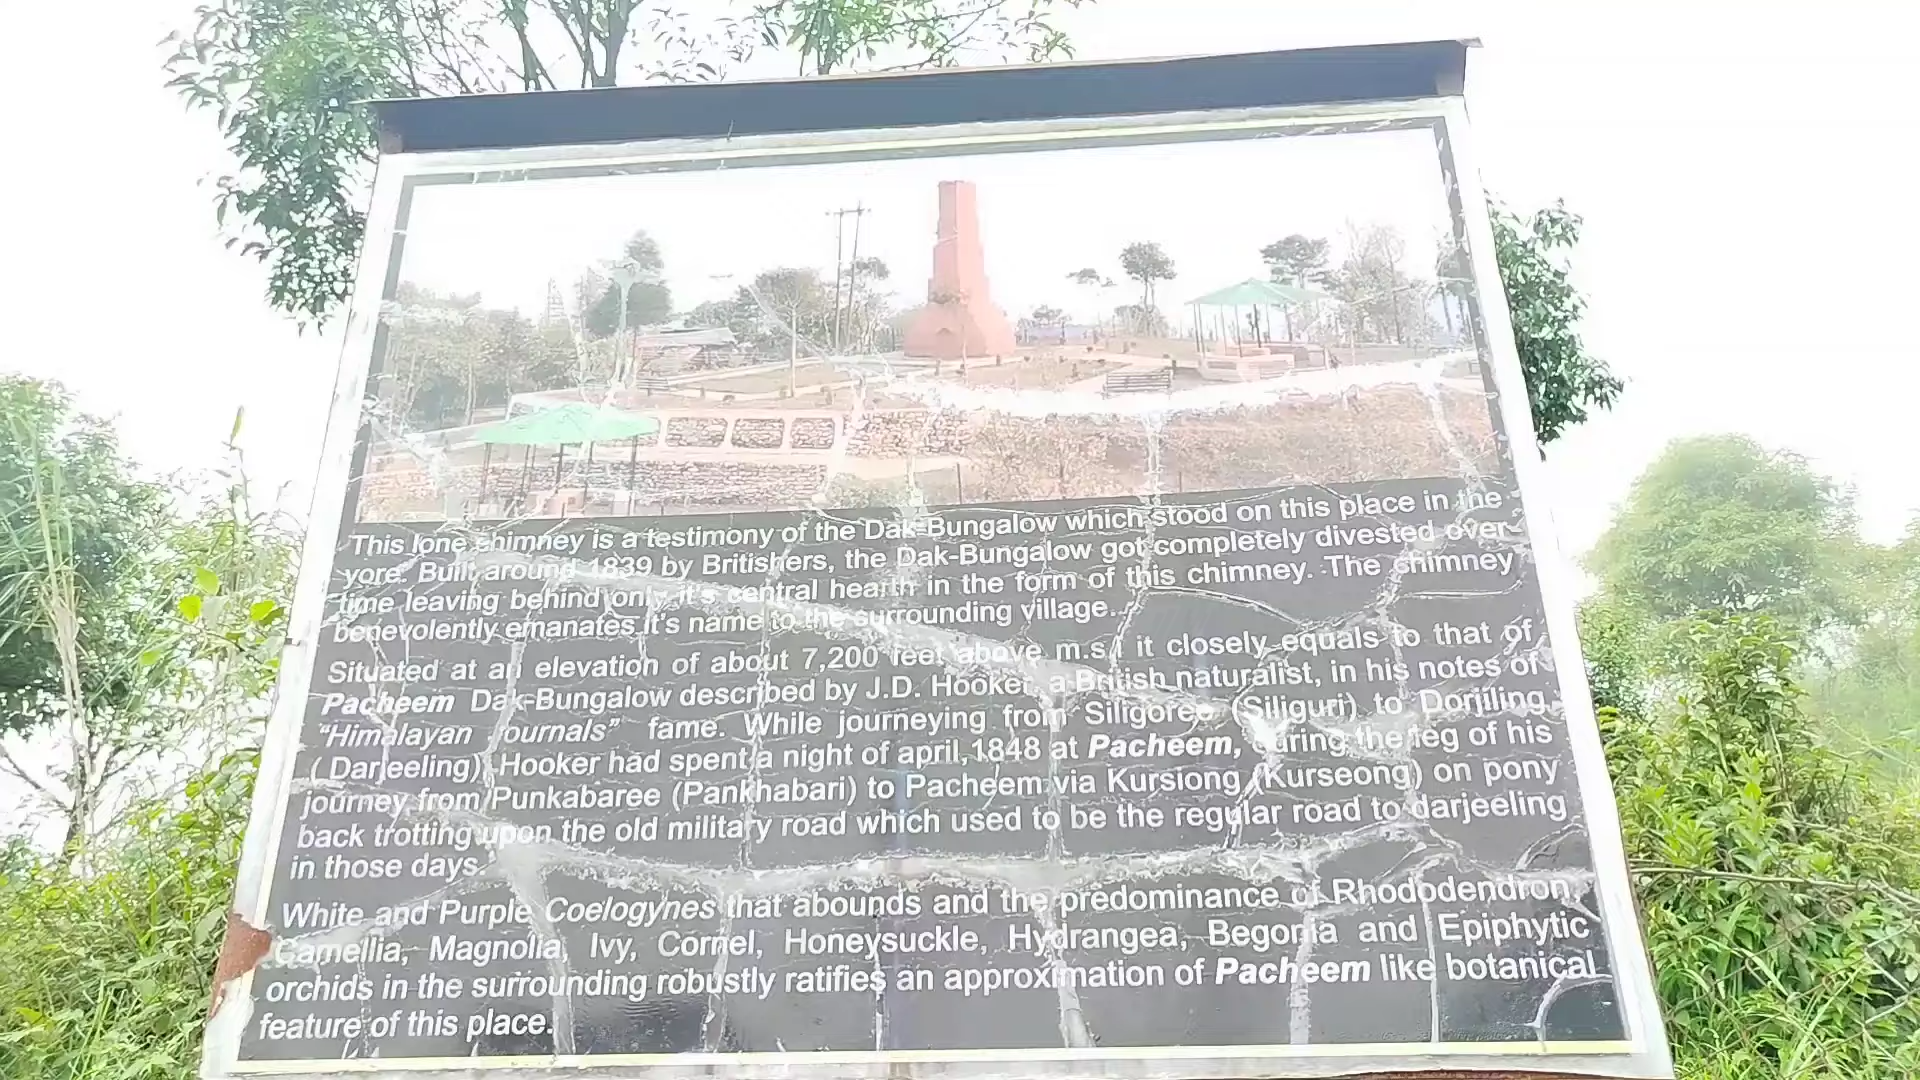 This lone chimney is a testimony of the Dak-Bungalow which stood on this place in the
yore. Built around 1839 by Britishers, the Dak-Bungalow got completely divested over
time leaving behind only it's central hearth in the form of this chimney. The chimney
benevolently emanates it's name to the surrounding village..
Situated at an elevation of about 7,200 feet above m.s.l it closely equals to that of
Pacheem Dak-Bungalow described by J.D. Hooker, a British naturalist, in his notes of
“Himalayan Journals” fame. While journeying from Siligoree (Siliguri) to Dorjiling
( Darjeeling) Hooker had spent a night of april,1848 at Pacheem, during the leg of his
journey from Punkabaree (Pankhabari) to Pacheem via Kursiong (Kurseong) on pony
back trotting upon the old military road which used to be the regular road to darjeeling
in those days.
White and Purple Coelogynes that abounds and the predominance of Rhododendron,
Camellia, Magnolia, Ivy, Cornel, Honeysuckle, Hydrangea, Begonia and Epiphytic
orchids in the surrounding robustly ratifies an approximation of Pacheem like botanical
feature of this place.